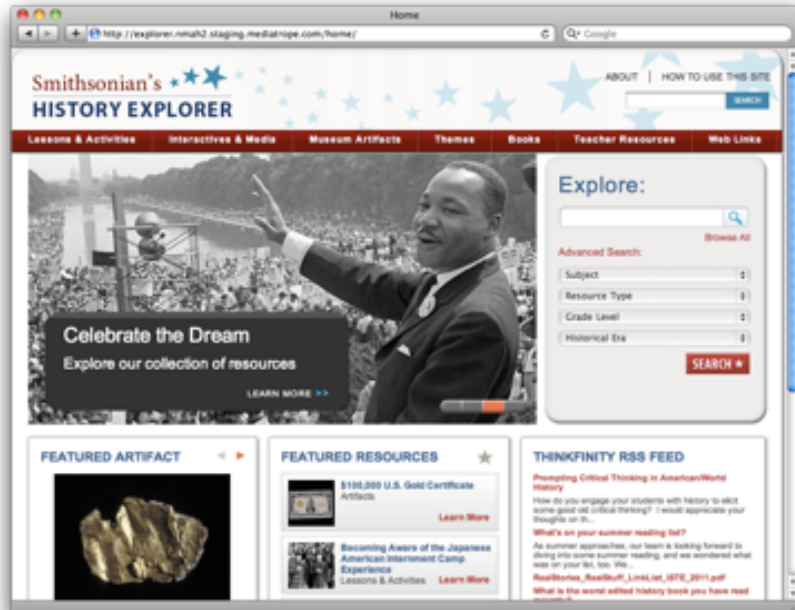 Home
http://explorer.nmah2.staging.mediatrope.com/home/
Google
Smithsonian's
HISTORY EXPLORER
ABOUT | HOW TO USE THIS SITE
SEARCH
Lessons & Activities Interactives & Media Museum Artifacts Themes Books Teacher Resources Web Links
Celebrate the Dream
Explore our collection of resources
LEARN MORE >>
Explore:
Browse All
Advanced Search:
Subject
Resource Type
Grade Level
Historical Era
SEARCH ★
FEATURED ARTIFACT
FEATURED RESOURCES
$100,000 U.S. Gold Certificate
Artifacts
Learn More
Becoming Aware of the Japanese
American Internment Camp
Experience
Lessons & Activities Learn More
THINKFINITY RSS FEED
Prompting Critical Thinking in American/World
History
How do you engage your students with history to elicit
some good old critical thinking? I would appreciate your
thoughts on th...
What's on your summer reading list?
As summer approaches, our team is looking forward to
diving into some summer reading, and we wondered what
was on your list, too. We...
RealStories_RealStuff_LinkList_ISTE_2011.pdf
What is the worst edited history book you have read